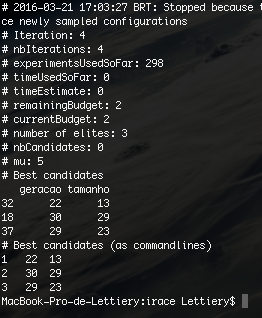 # 2016-03-21 17:03:27 BRT: Stopped because
ce newly sampled configurations
# Iteration: 4
# nbIterations: 4
# experimentsUsedSoFar: 298
# timeUsedSoFar: 0
# timeEstimate: 0
# remainingBudget: 2
# currentBudget: 2
# number of elites: 3
# nbCandidates: 0
# mu: 5
# Best candidates
   geracao tamanho
32      22      13
18      30      29
37      29      23
# Best candidates (as commandlines)
1  22  13
2  30  29
3  29  23
MacBook-Pro-de-Lettiery:irace Lettiery$